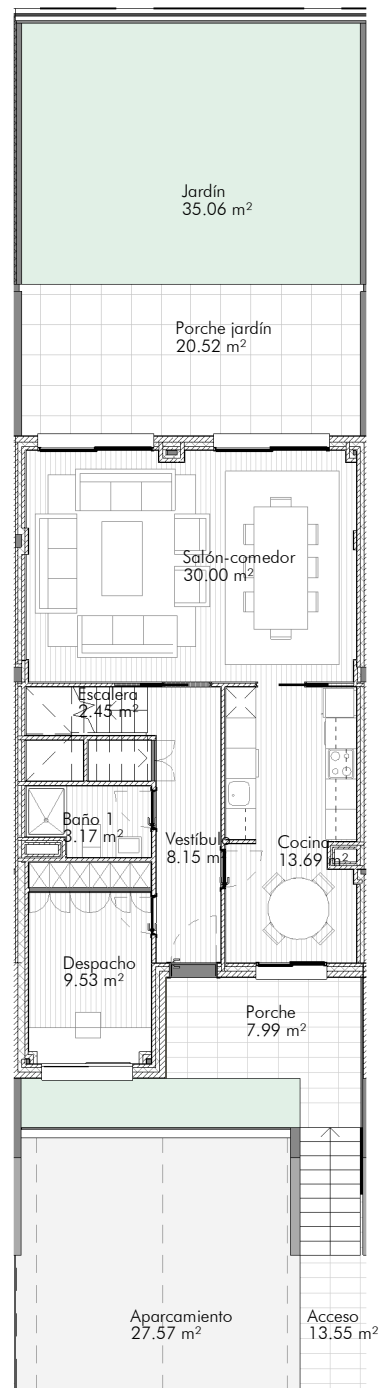 Jardín
35.06 m²
Porche jardín
20.52 m²
Salón-comedor
30.00 m²
Escalera
2.45 m²
Baño 1
3.17 m²
Vestíbulo
8.15 m²
Cocina
13.69 m²
Despacho
9.53 m²
Porche
7.99 m²
Aparcamiento
27.57 m²
Acceso
13.55 m²